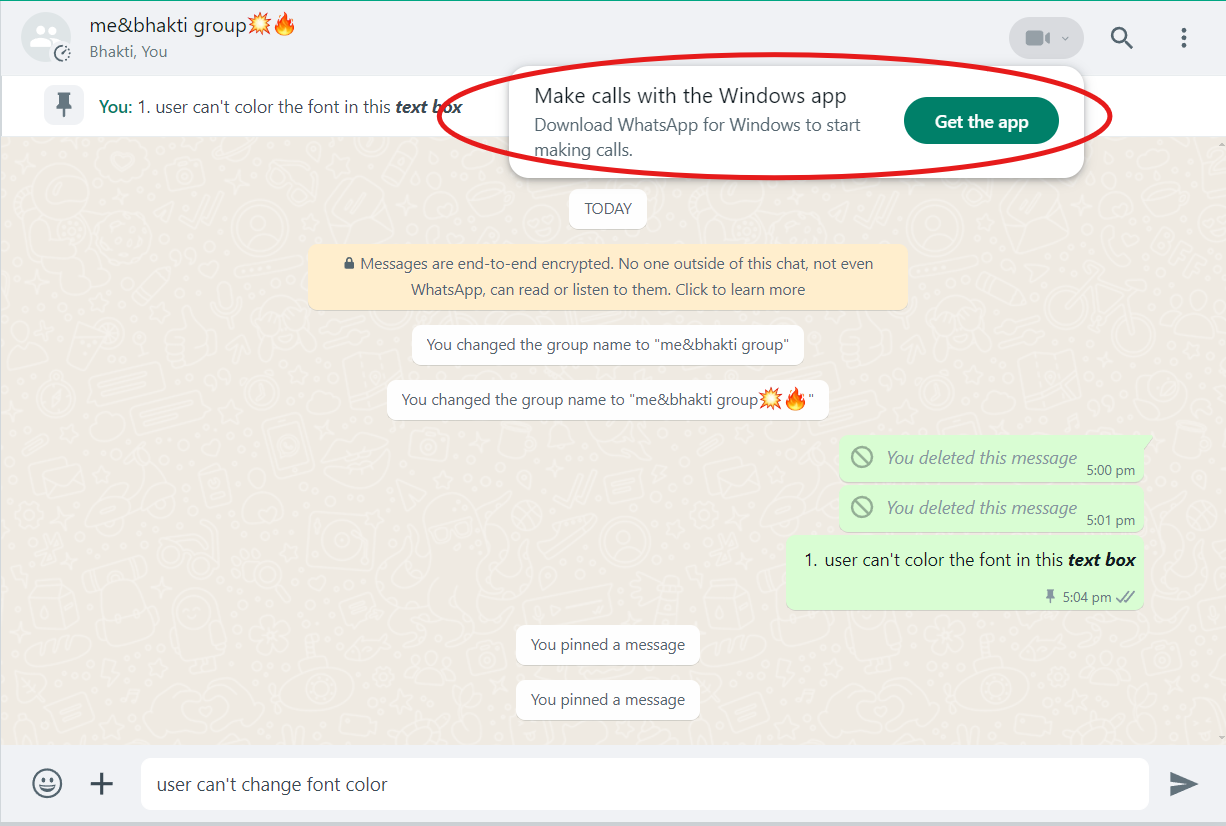 me&bhakti group💥🔥
Bhakti, You
You: 1. user can't color the font in this text box
Make calls with the Windows app
Download WhatsApp for Windows to start
making calls.
Get the app
TODAY
Messages are end-to-end encrypted. No one outside of this chat, not even
WhatsApp, can read or listen to them. Click to learn more
You changed the group name to "me&bhakti group"
You changed the group name to "me&bhakti group💥🔥"
You deleted this message
5:00 pm
You deleted this message
5:01 pm
1. user can't color the font in this text box
5:04 pm
You pinned a message
You pinned a message
user can't change font color